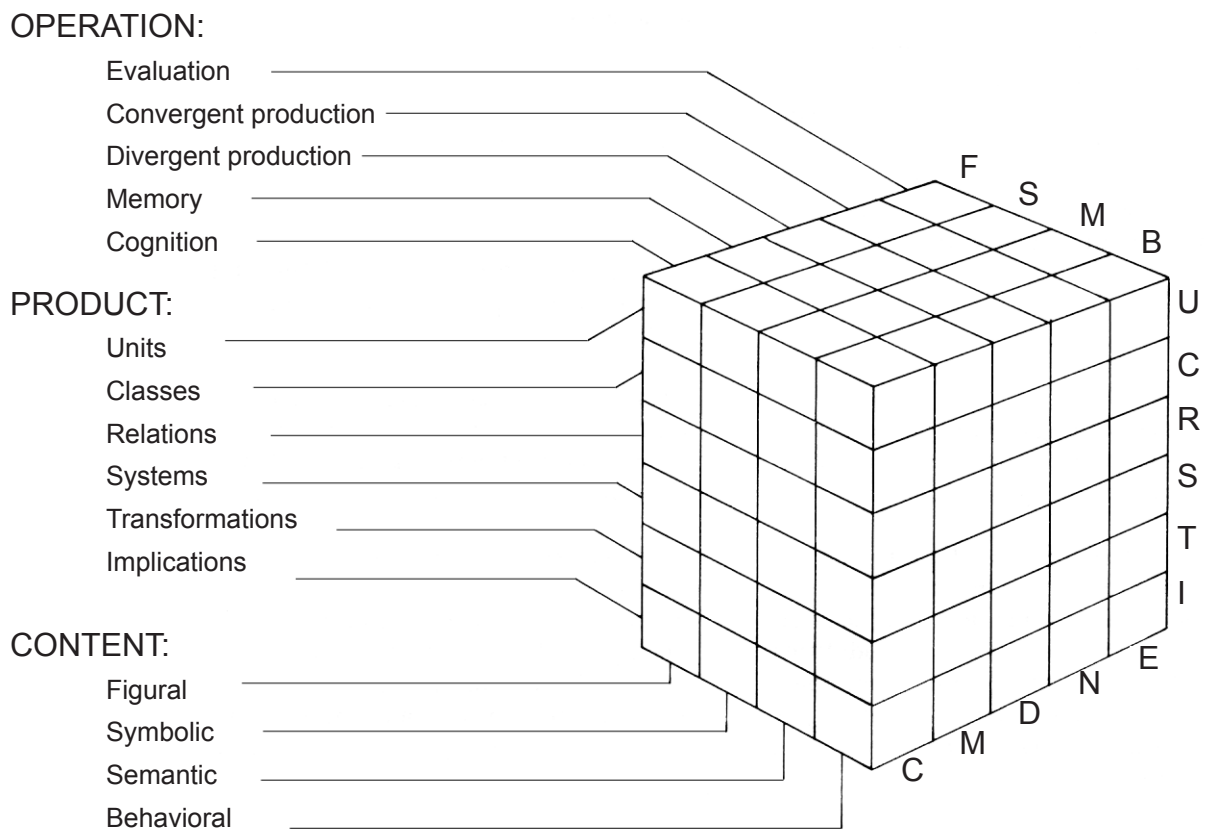 OPERATION:
Evaluation
Convergent production
Divergent production
Memory
Cognition
PRODUCT:
Units
Classes
Relations
Systems
Transformations
Implications
CONTENT:
Figural
Symbolic
Semantic
Behavioral
F
S
M
B
U
C
R
S
T
I
E
N
D
M
C